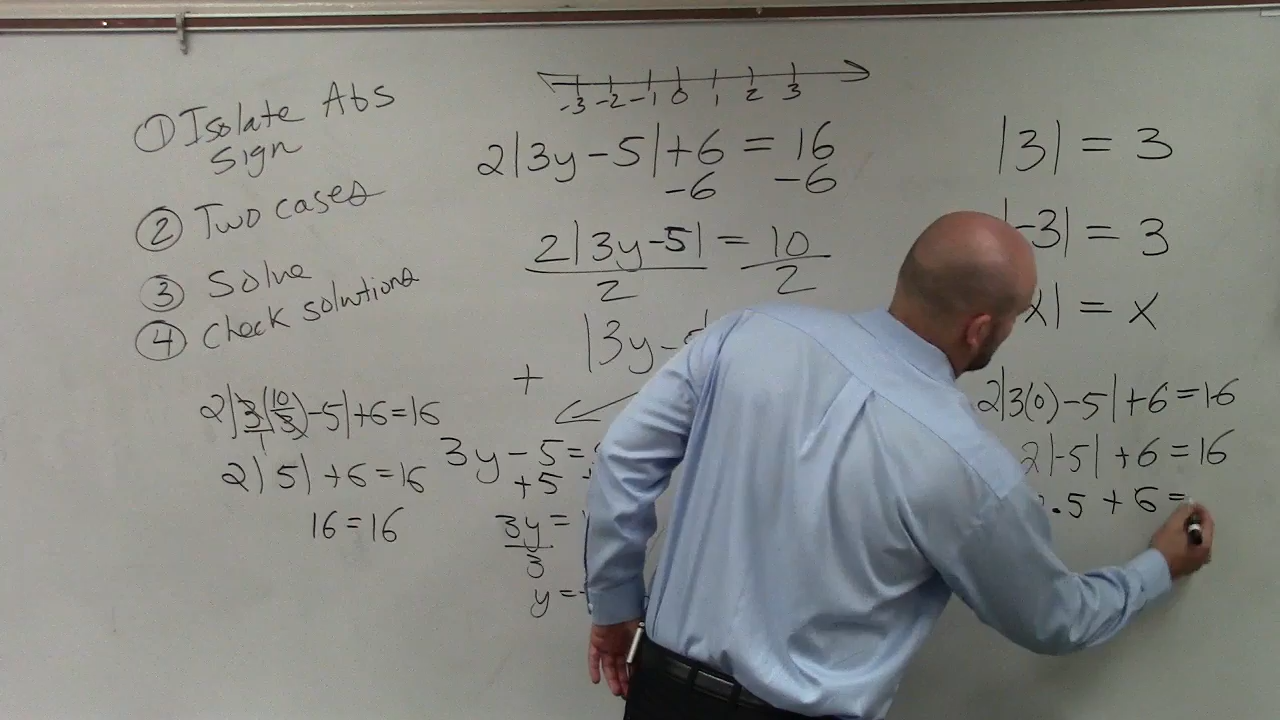 ① Isolate Abs
Sign
② Two cases
③ Solve
④ Check solutions
2|3(10/3)-5|+6=16
1
2|5|+6=16
16=16
-3 -2 -1 0 1 2 3
2|3y-5|+6=16
-6 -6
2|3y-5| = 10
2 2
|3y-
+
3y-5=
+5
3y=
3
y=
|3|=3
|-3|=3
x|=x
2|3(0)-5|+6=16
2|-5|+6=16
.5+6=